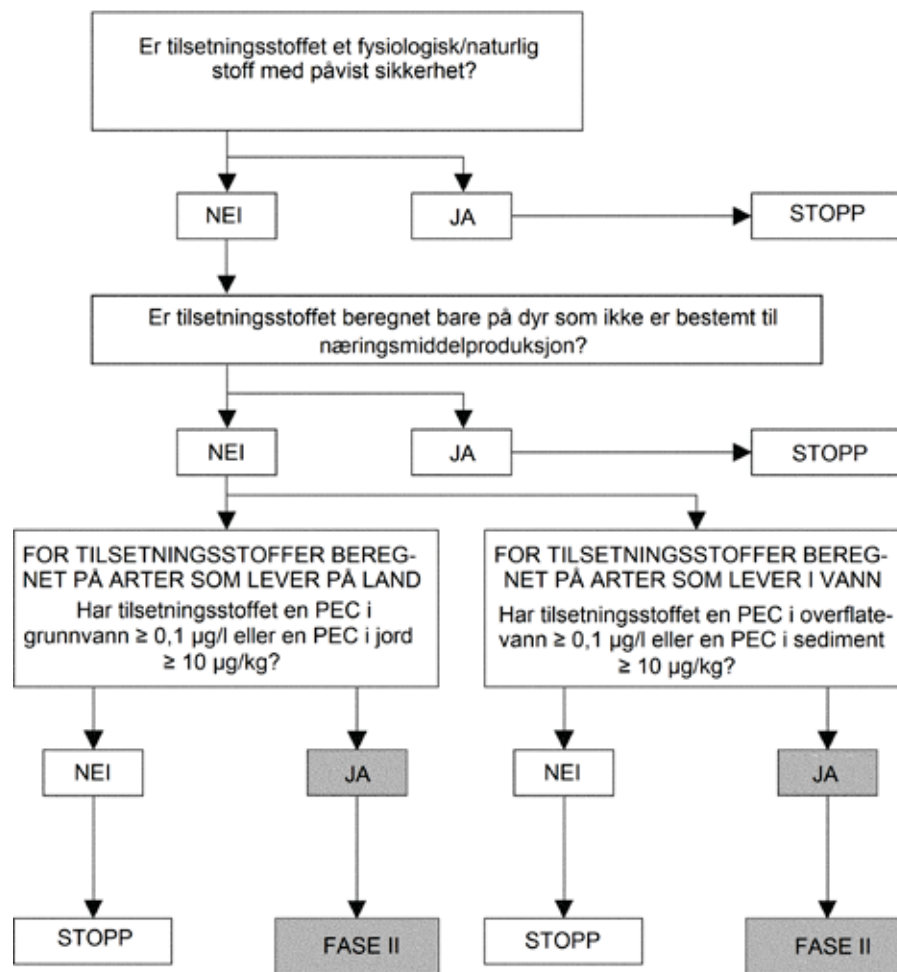 Er tilsetningsstoffet et fysiologisk/naturlig
stoff med påvist sikkerhet?
NEI
JA
STOPP
Er tilsetningsstoffet beregnet bare på dyr som ikke er bestemt til
næringsmiddelproduksjon?
NEI
JA
STOPP
FOR TILSETNINGSSTOFFER BEREG-
NET PÅ ARTER SOM LEVER PÅ LAND
Har tilsetningsstoffet en PEC i
grunnvann ≥ 0,1 µg/l eller en PEC i jord
≥ 10 µg/kg?
FOR TILSETNINGSSTOFFER BEREG-
NET PÅ ARTER SOM LEVER I VANN
Har tilsetningsstoffet en PEC i overflate-
vann ≥ 0,1 µg/l eller en PEC i sediment
≥ 10 µg/kg?
NEI
JA
NEI
JA
STOPP
FASE II
STOPP
FASE II